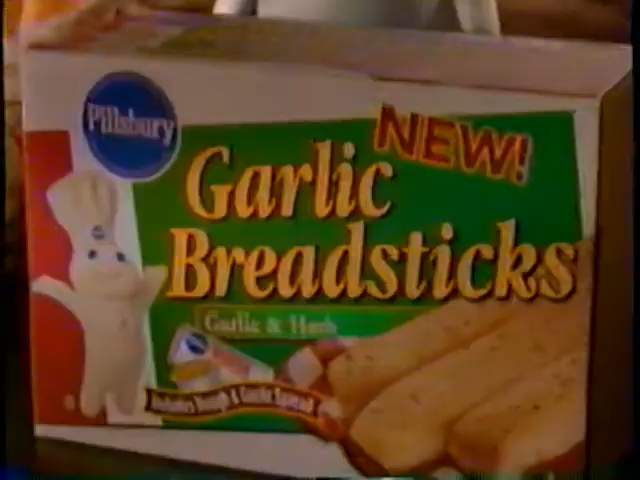 Pillsbury
NEW!
Garlic
Breadsticks
Garlic & Herb
Includes Dough & Garlic Spread